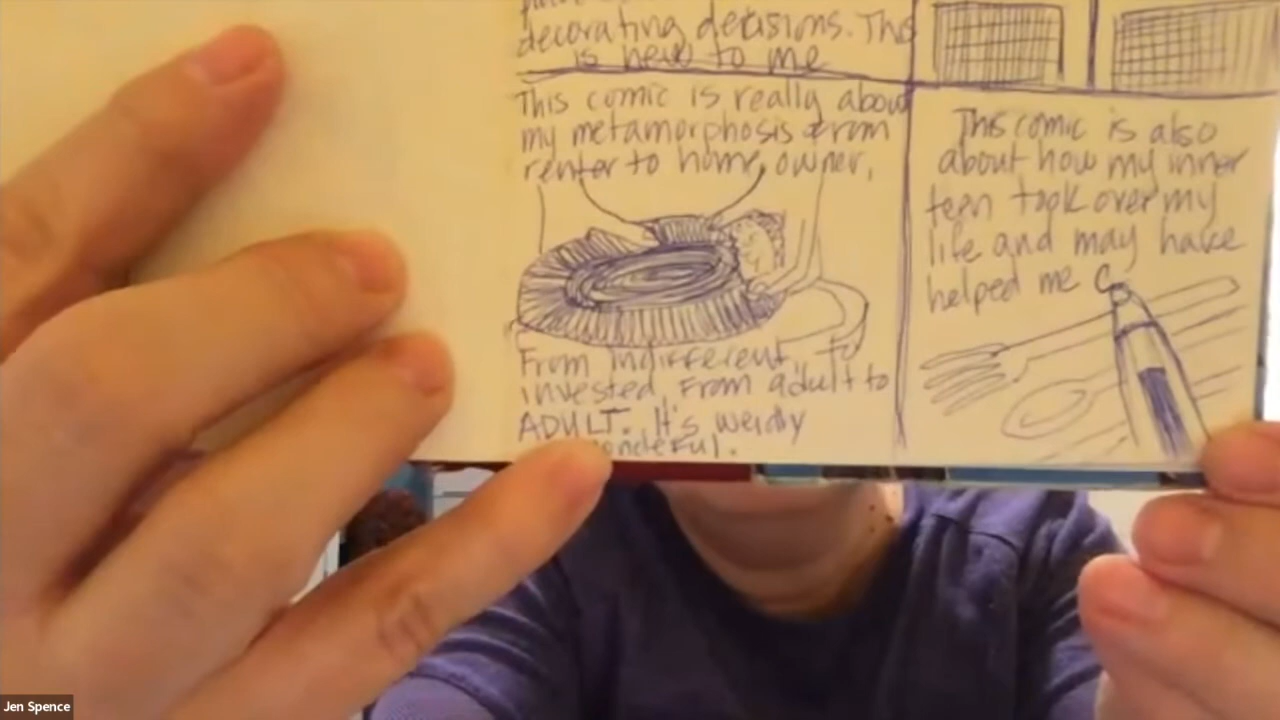 decorating decisions. This
is new to me
This comic is really about
my metamorphosis from
renter to home owner,
From indifferent to
invested, From adult to
ADULT. It's weirdly
onderful.
This comic is also
about how my inner
teen took over my
life and may have
helped me
Jen Spence